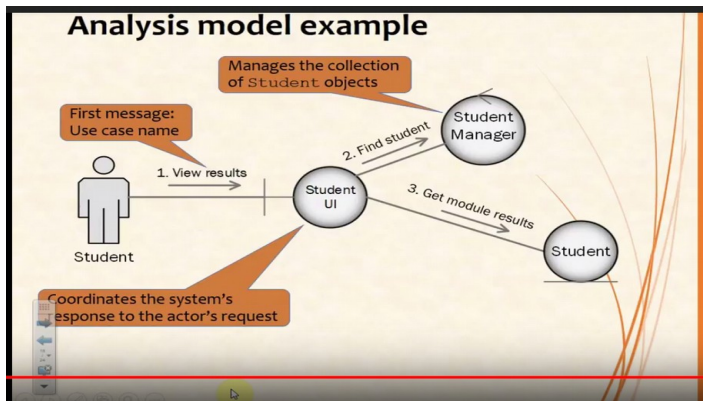 Analysis model example
Manages the collection
of Student objects
First message:
Use case name
1. View results
2. Find student
Student
Manager
Student
UI
3. Get module results
Student
Student
Coordinates the system's
response to the actor's request